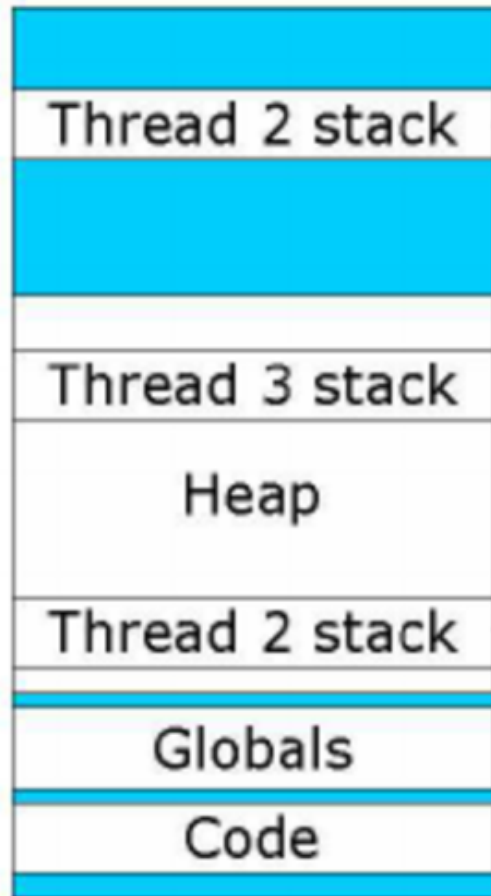 Thread 2 stack
Thread 3 stack
Heap
Thread 2 stack
Globals
Code